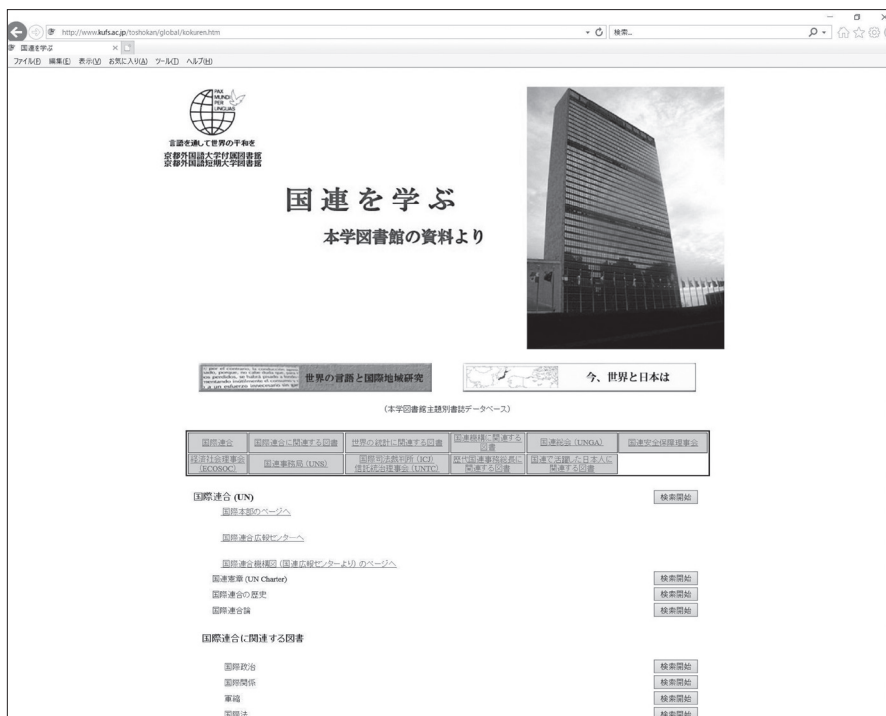 http://www.kufs.ac.jp/toshokan/global/kokuren.htm
検索...
国連を学ぶ
ファイル(F) 編集(E) 表示(V) お気に入り(A) ツール(T) ヘルプ(H)
PAX
MUNDI
PER
LINGUAS
言語を通して世界の平和を
京都外国語大学付属図書館
京都外国語短期大学図書館
国連を学ぶ
本学図書館の資料より
世界の言語と国際地域研究
今、世界と日本は
(本学図書館主題別書誌データベース)
国際連合
国際連合に関連する図書
世界の統計に関連する図書
国連機構に関連する
図書
国連総会 (UNGA)
国連安全保障理事会
経済社会理事会
(ECOSOC)
国連事務局 (UNS)
国際司法裁判所 (ICJ)
信託統治理事会 (UNTC)
歴代国連事務総長に
関連する図書
国連で活躍した日本人に
関連する図書
国際連合 (UN) 検索開始
国際本部のページへ
国際連合広報センターへ
国際連合機構図 (国連広報センターより) のページへ
国連憲章 (UN Charter) 検索開始
国際連合の歴史 検索開始
国際連合論 検索開始
国際連合に関連する図書
国際政治 検索開始
国際関係 検索開始
軍縮 検索開始
国際法 検索開始